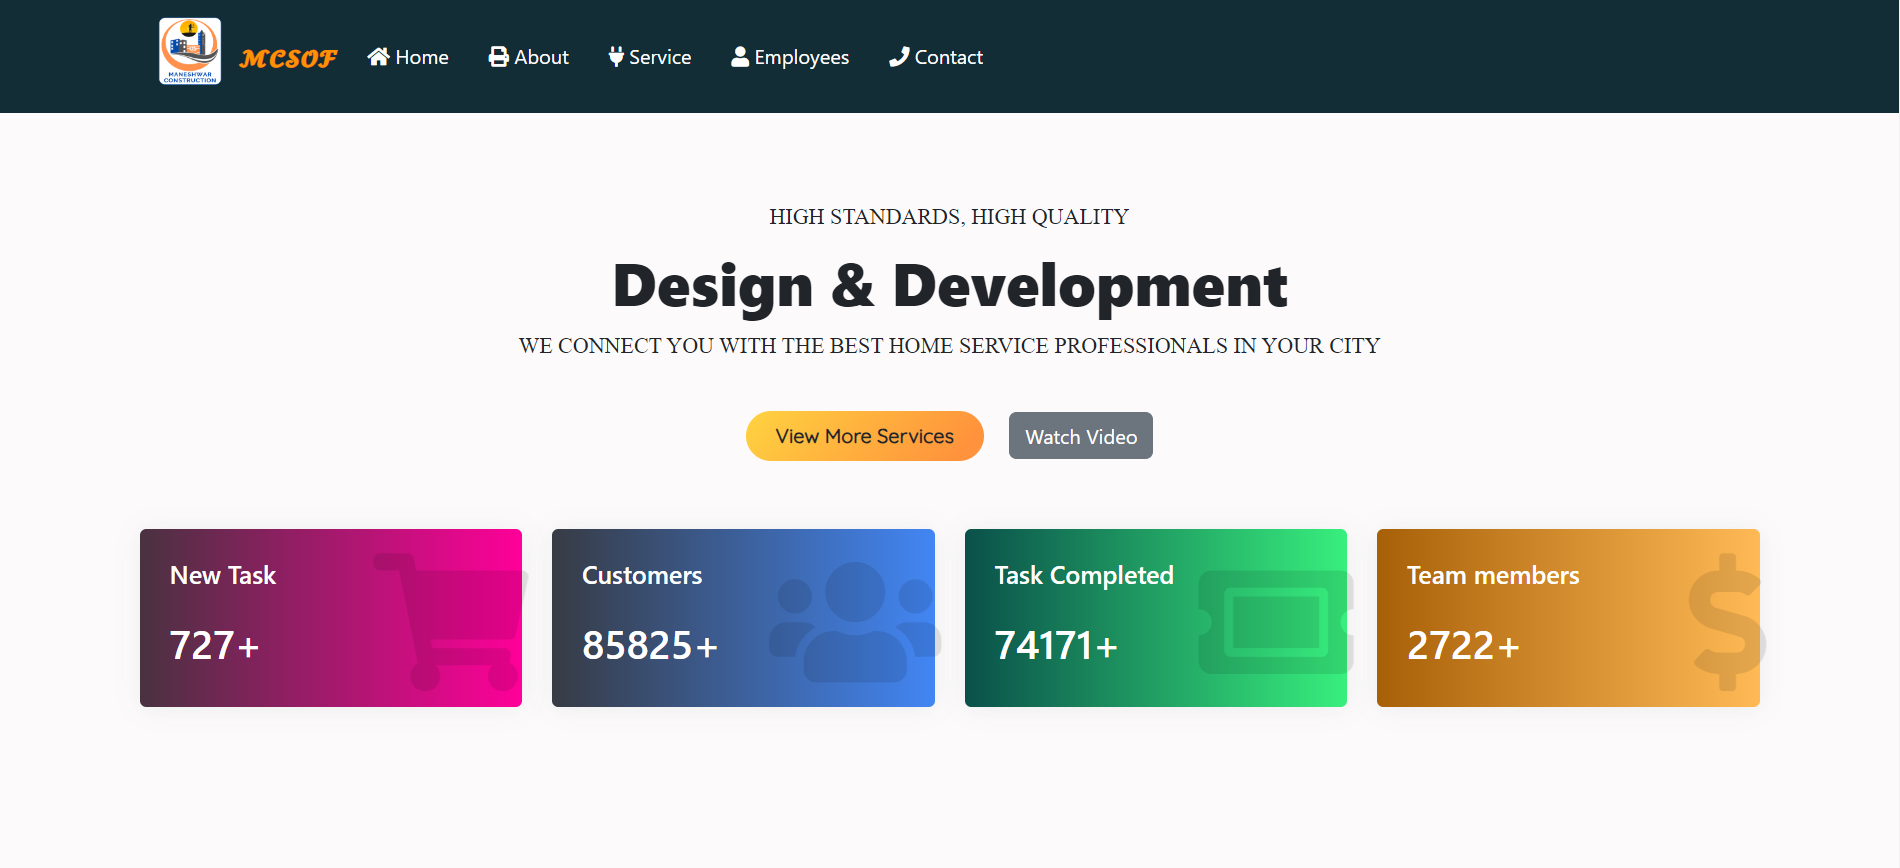 MANESHWAR
CONSTRUCTION
MCSOF
Home
About
Service
Employees
Contact
HIGH STANDARDS, HIGH QUALITY
Design & Development
WE CONNECT YOU WITH THE BEST HOME SERVICE PROFESSIONALS IN YOUR CITY
View More Services
Watch Video
New Task
727+
Customers
85825+
Task Completed
74171+
Team members
2722+